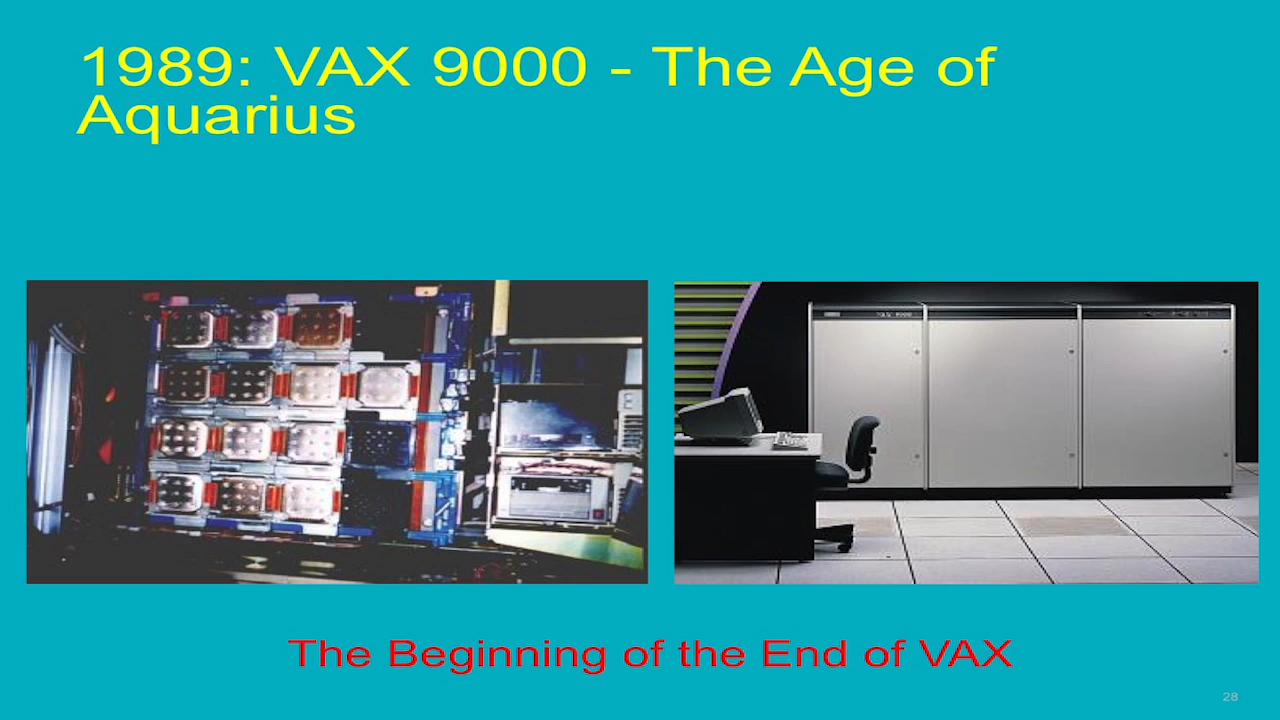 1989: VAX 9000 - The Age of
Aquarius
The Beginning of the End of VAX
28